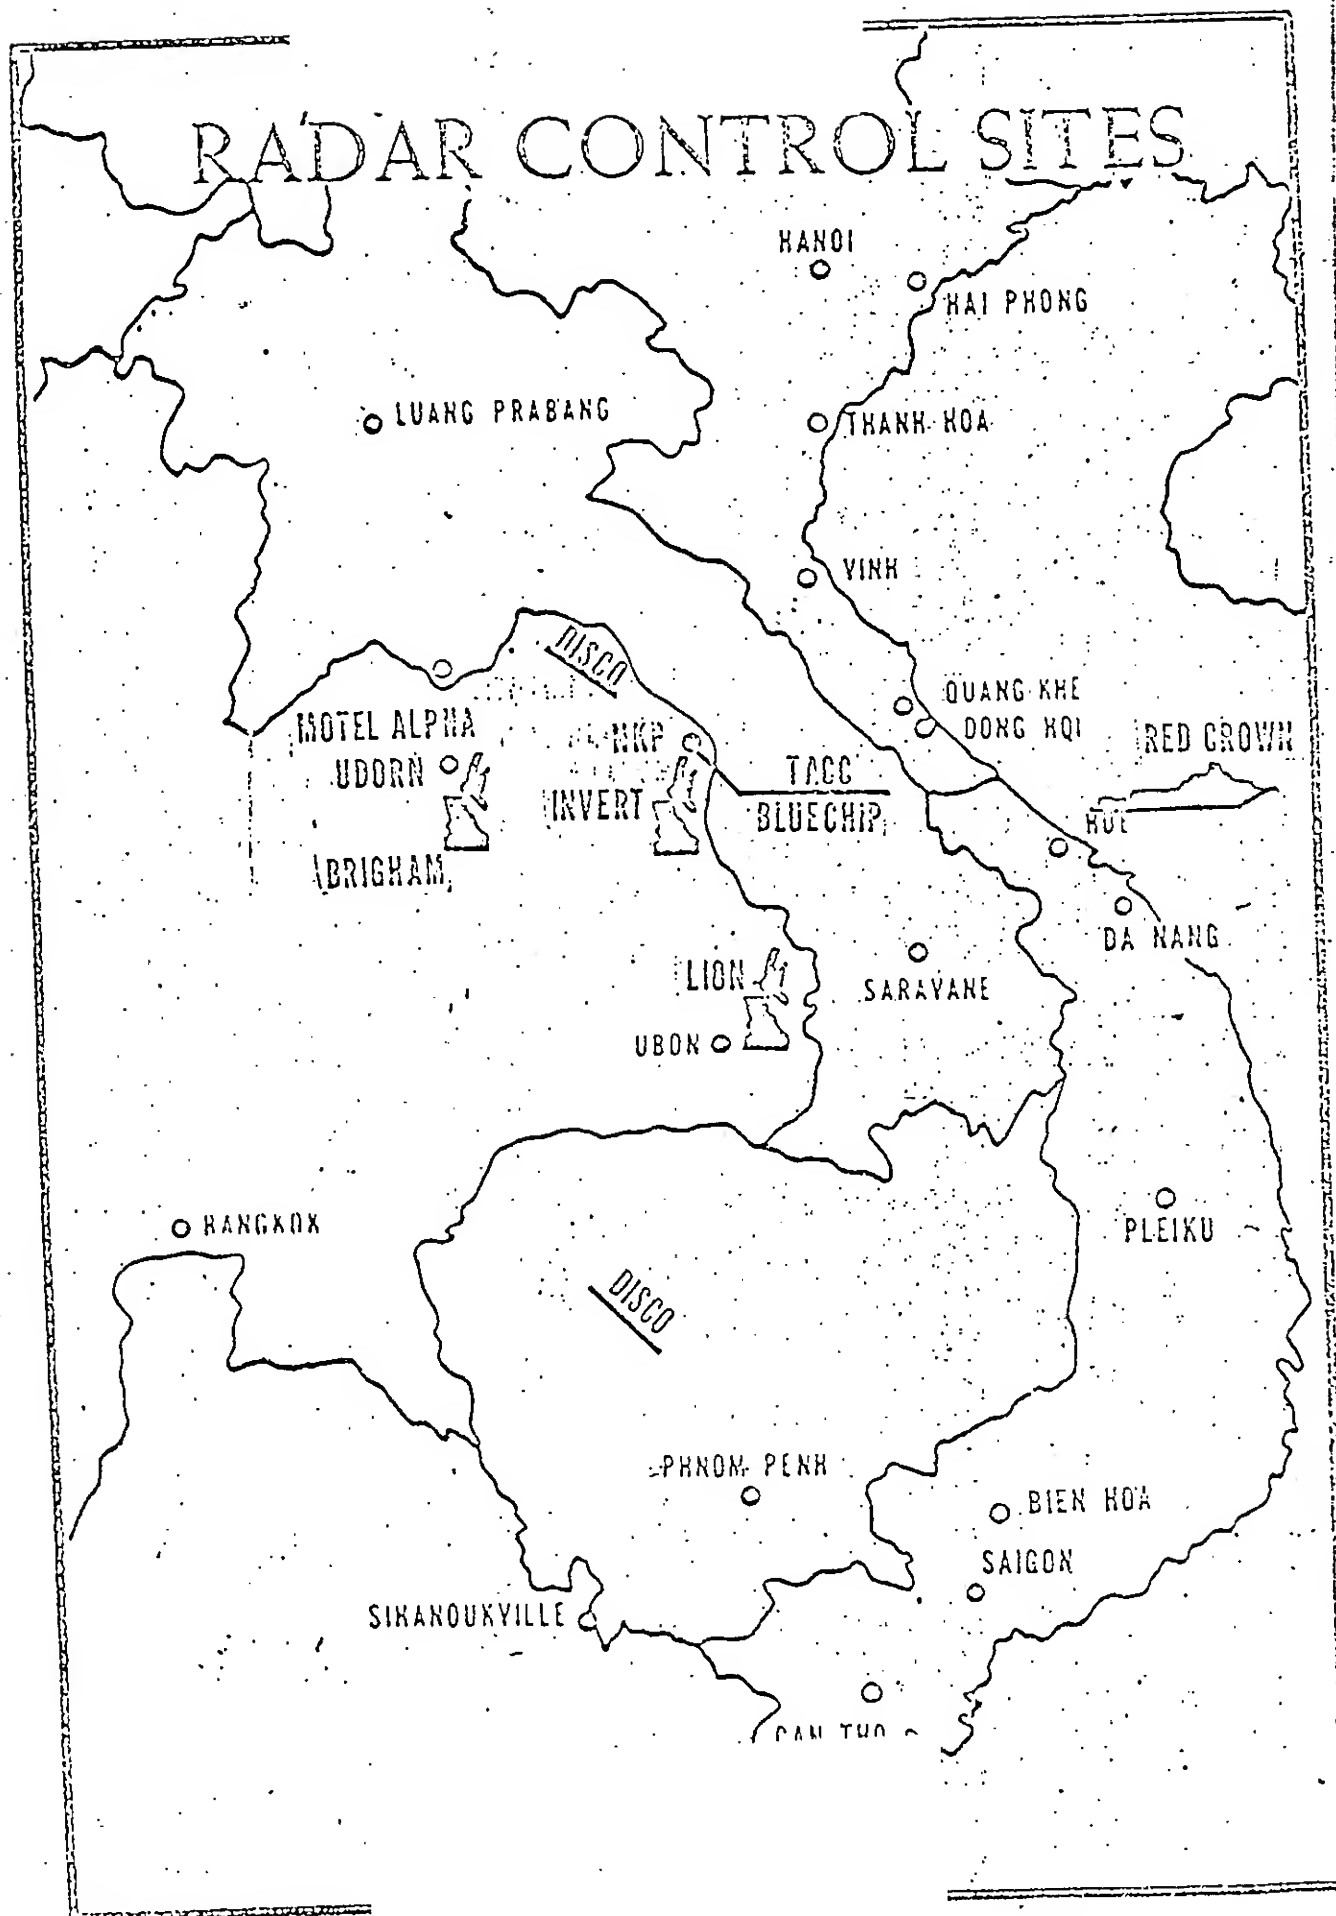 RADAR CONTROL SITES
HANOI
HAI PHONG
LUANG PRABANG
THANH HOA
VINH
DISCO
QUANG KHE
DONG HOI
RED CROWN
MOTEL ALPHA
NKP
UDORN
TACC
INVERT
BLUECHIP
HUE
BRIGHAM
DA NANG
LION
SARAVANE
UBON
BANGKOK
PLEIKU
DISCO
PHNOM PENH
BIEN HOA
SAIGON
SIHANOUKVILLE
CAN THO